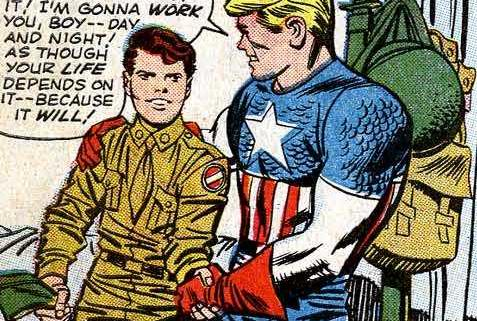 IT! I'M GONNA WORK
YOU, BOY--DAY
AND NIGHT!
AS THOUGH
YOUR LIFE
DEPENDS ON
IT--BECAUSE
IT WILL!